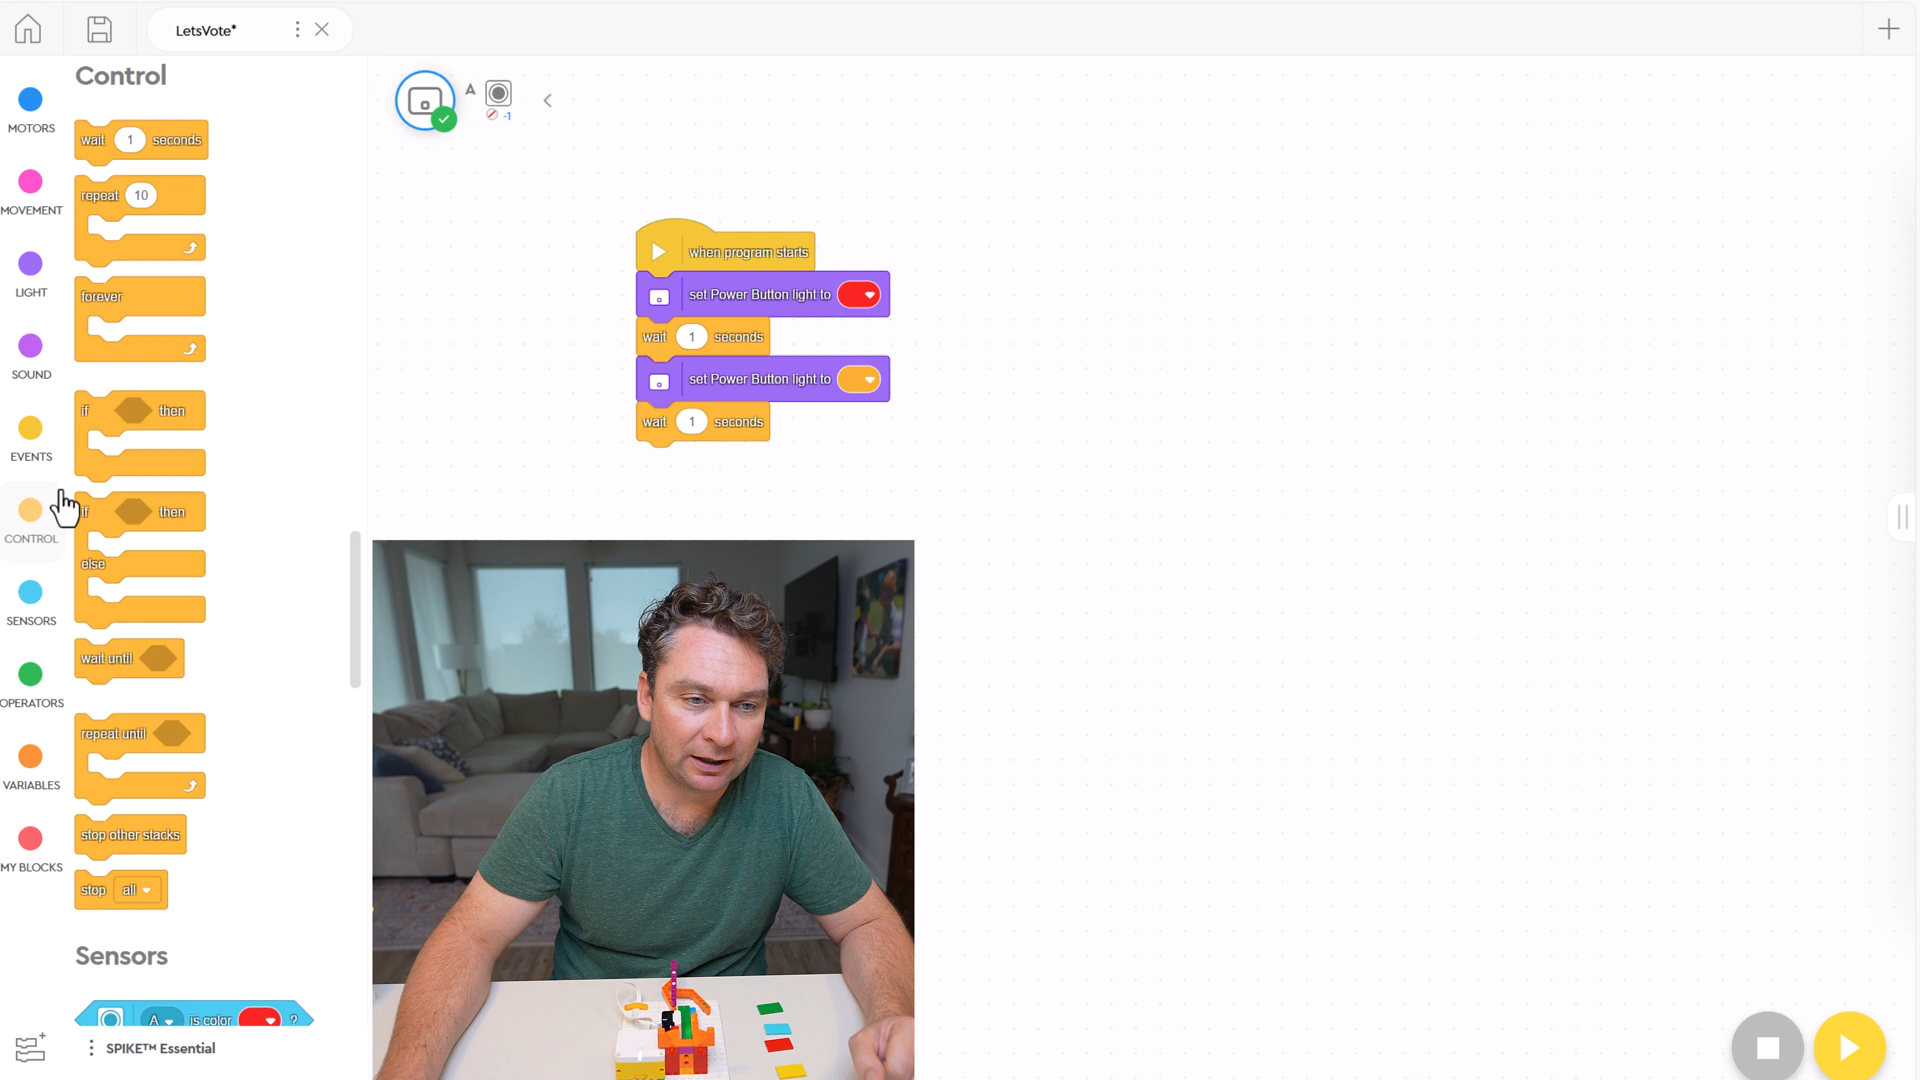 LetsVote*
Control
MOTORS
MOVEMENT
LIGHT
SOUND
EVENTS
CONTROL
SENSORS
OPERATORS
VARIABLES
MY BLOCKS
wait 1 seconds
repeat 10
forever
if then
if then
else
wait until
repeat until
stop other stacks
stop all
Sensors
A is color ?
SPIKE™ Essential
A
-1
when program starts
set Power Button light to
wait 1 seconds
set Power Button light to
wait 1 seconds